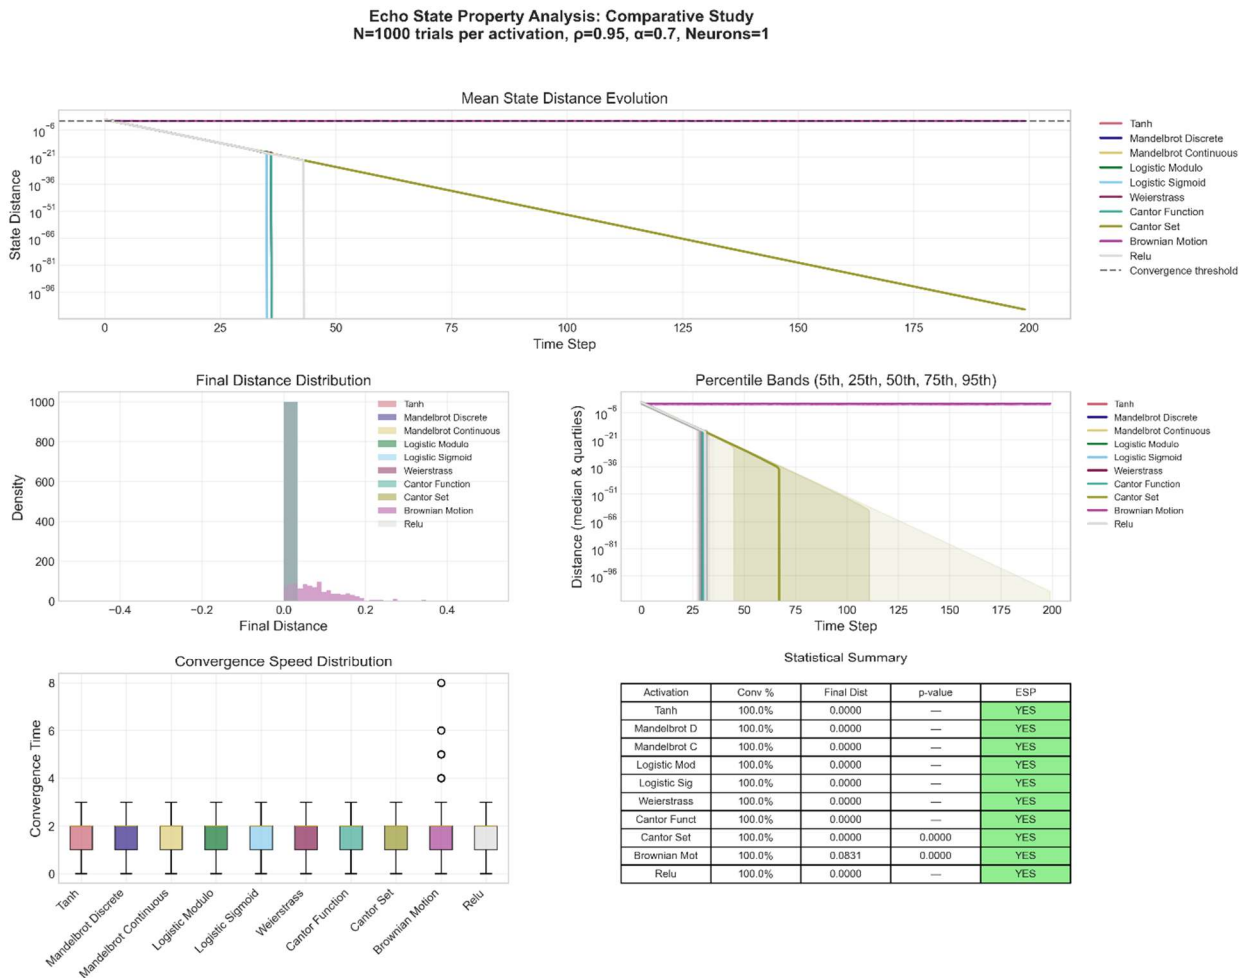 Echo State Property Analysis: Comparative Study
N=1000 trials per activation, ρ=0.95, α=0.7, Neurons=1
Mean State Distance Evolution
State Distance
10⁻⁶
10⁻²¹
10⁻³⁶
10⁻⁵¹
10⁻⁶⁶
10⁻⁸¹
10⁻⁹⁶
0 25 50 75 100 125 150 175 200
Time Step
Tanh
Mandelbrot Discrete
Mandelbrot Continuous
Logistic Modulo
Logistic Sigmoid
Weierstrass
Cantor Function
Cantor Set
Brownian Motion
Relu
Convergence threshold
Final Distance Distribution
Density
1000
800
600
400
200
0
−0.4 −0.2 0.0 0.2 0.4
Final Distance
Tanh
Mandelbrot Discrete
Mandelbrot Continuous
Logistic Modulo
Logistic Sigmoid
Weierstrass
Cantor Function
Cantor Set
Brownian Motion
Relu
Percentile Bands (5th, 25th, 50th, 75th, 95th)
Distance (median & quartiles)
10⁻⁶
10⁻²¹
10⁻³⁶
10⁻⁵¹
10⁻⁶⁶
10⁻⁸¹
10⁻⁹⁶
0 25 50 75 100 125 150 175 200
Time Step
Tanh
Mandelbrot Discrete
Mandelbrot Continuous
Logistic Modulo
Logistic Sigmoid
Weierstrass
Cantor Function
Cantor Set
Brownian Motion
Relu
Convergence Speed Distribution
Convergence Time
8
6
4
2
0
Tanh
Mandelbrot Discrete
Mandelbrot Continuous
Logistic Modulo
Logistic Sigmoid
Weierstrass
Cantor Function
Cantor Set
Brownian Motion
Relu
Statistical Summary
Activation Conv % Final Dist p-value ESP
Tanh 100.0% 0.0000 — YES
Mandelbrot D 100.0% 0.0000 — YES
Mandelbrot C 100.0% 0.0000 — YES
Logistic Mod 100.0% 0.0000 — YES
Logistic Sig 100.0% 0.0000 — YES
Weierstrass 100.0% 0.0000 — YES
Cantor Funct 100.0% 0.0000 — YES
Cantor Set 100.0% 0.0000 0.0000 YES
Brownian Mot 100.0% 0.0831 0.0000 YES
Relu 100.0% 0.0000 — YES